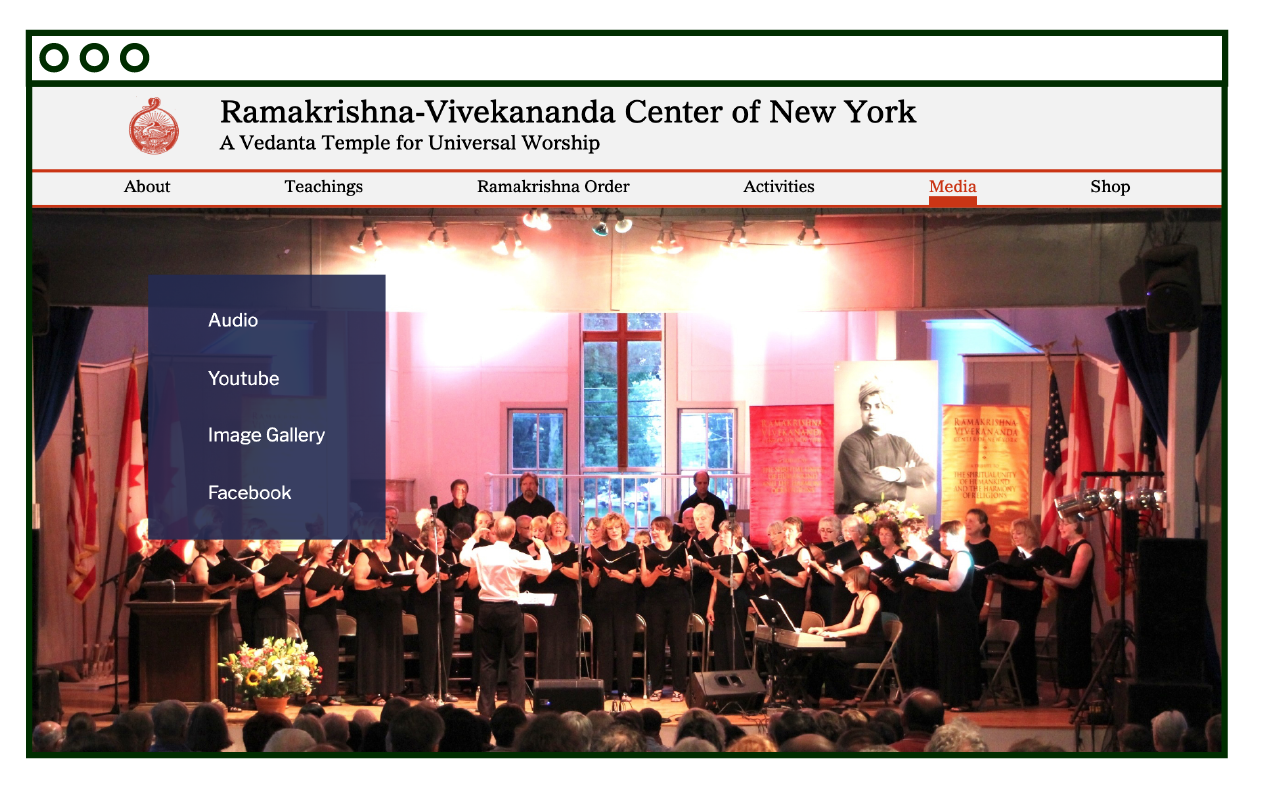 Ramakrishna-Vivekananda Center of New York
A Vedanta Temple for Universal Worship
About
Teachings
Ramakrishna Order
Activities
Media
Shop
Audio
Youtube
Image Gallery
Facebook
RAMAKRISHNA
VIVEKANANDA
CENTER OF NEW YORK
THE SPIRITUAL UNITY
OF HUMANKIND
AND THE HARMONY
OF RELIGIONS